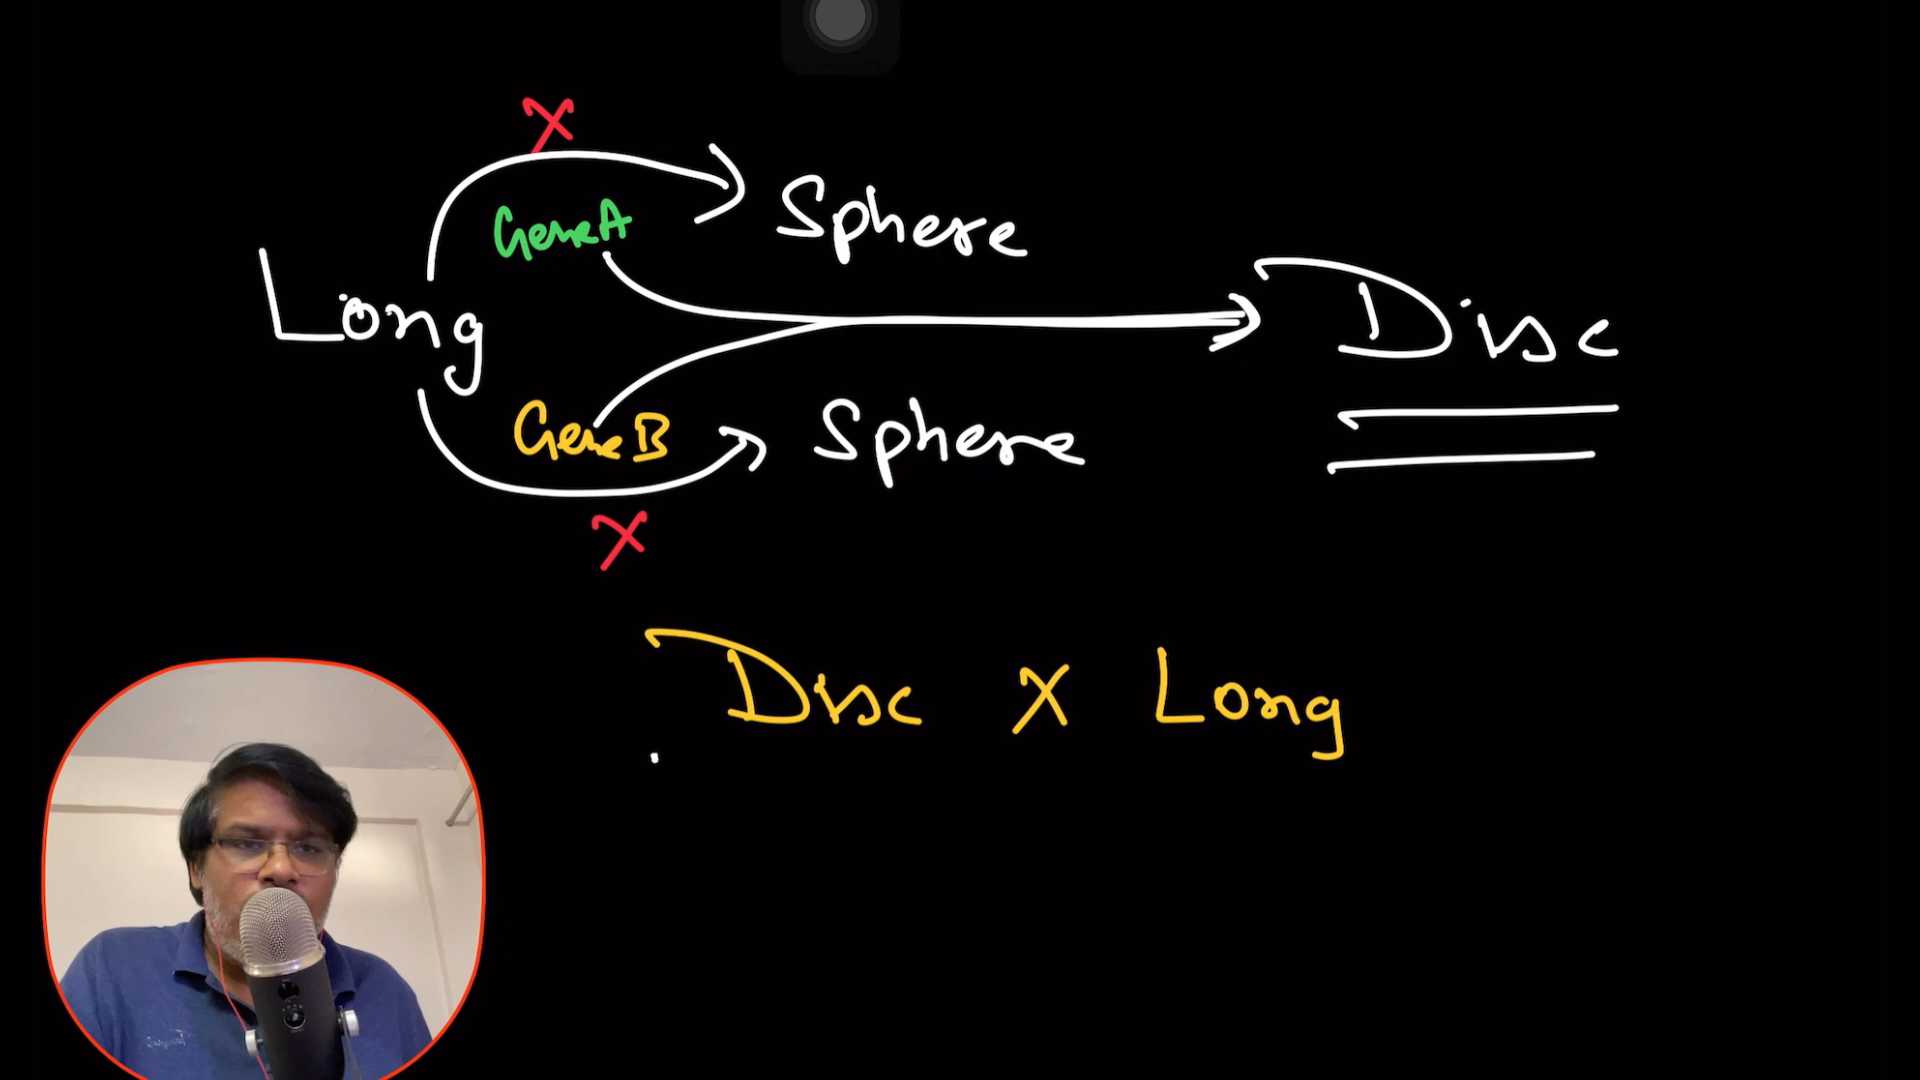 X
Gene A
Sphere
Long
Disc
Gene B
Sphere
X
Disc X Long